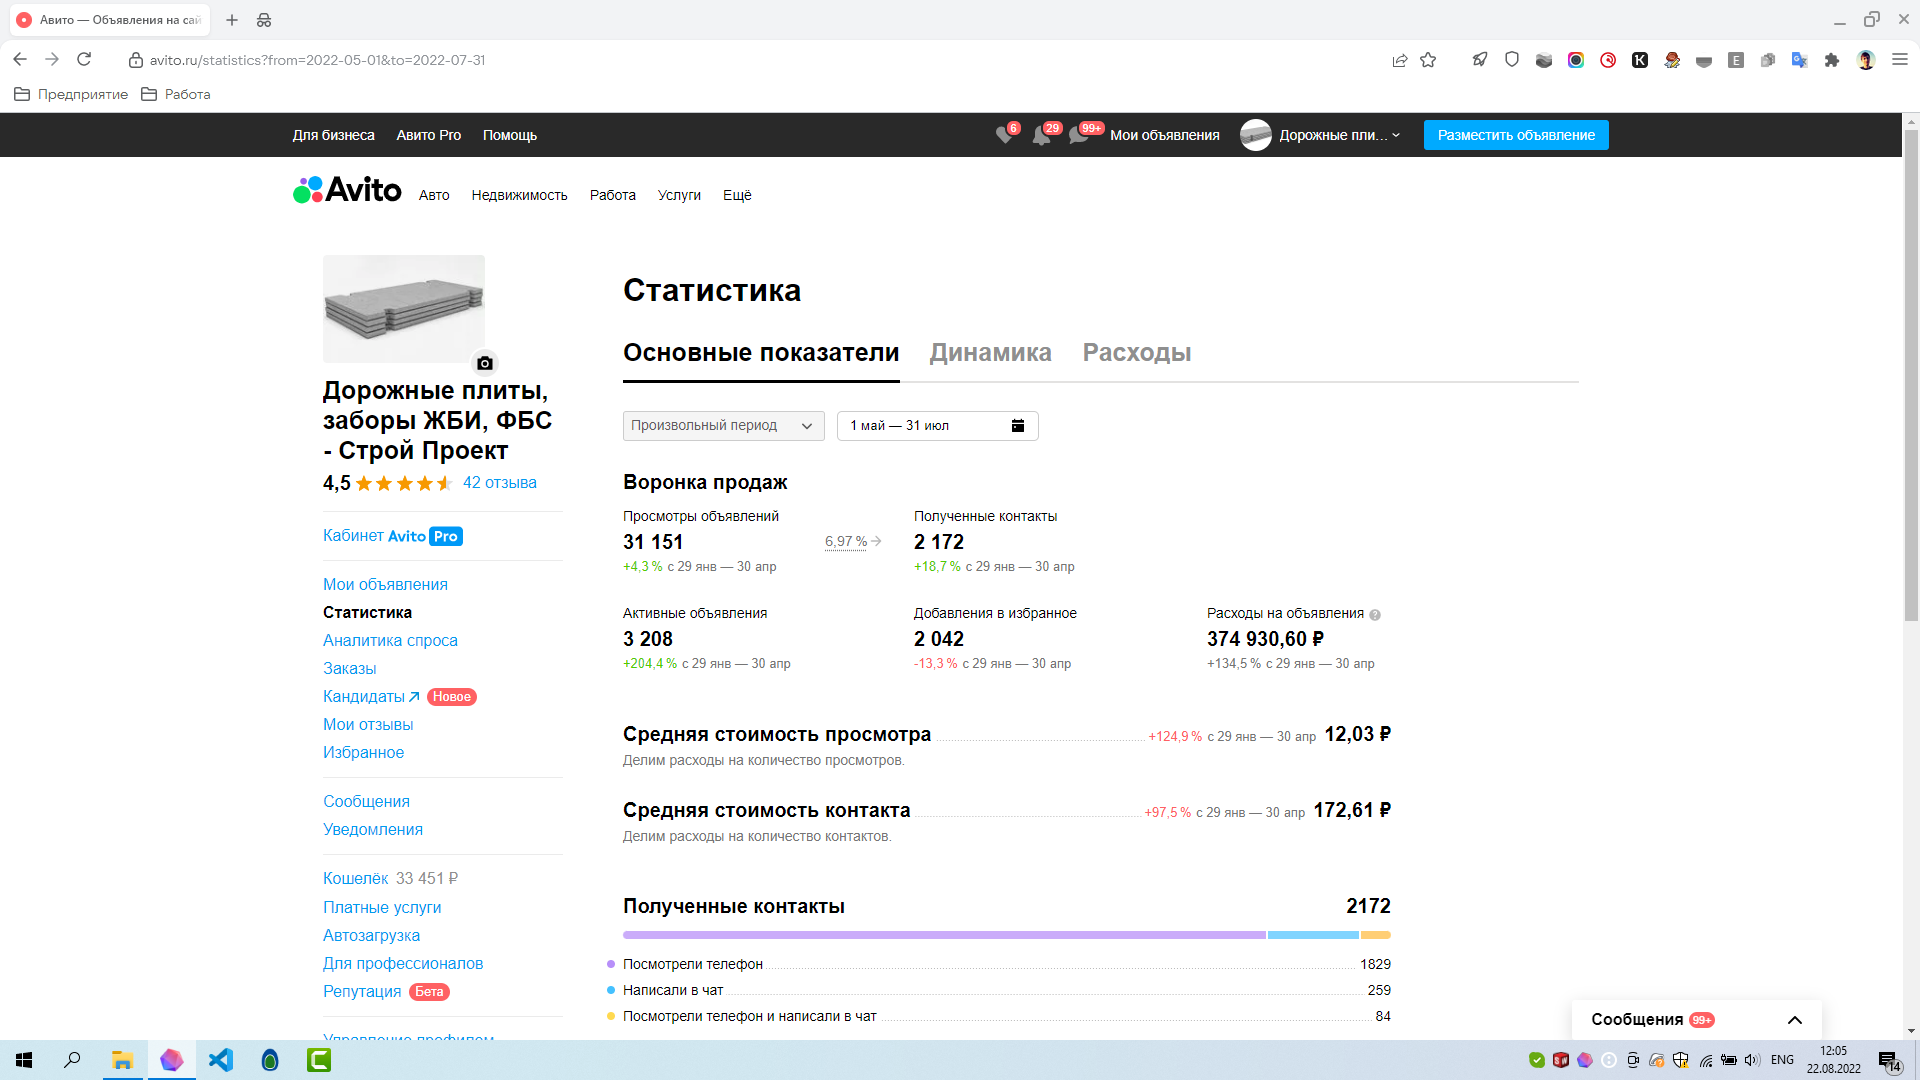 Авито — Объявления на сай
avito.ru/statistics?from=2022-05-01&to=2022-07-31
Предприятие Работа
Для бизнеса Авито Pro Помощь 6 29 99+ Мои объявления Дорожные пли... Разместить объявление
Avito Авто Недвижимость Работа Услуги Ещё
Дорожные плиты,
заборы ЖБИ, ФБС
- Строй Проект
4,5 42 отзыва
Кабинет Avito Pro
Мои объявления
Статистика
Аналитика спроса
Заказы
Кандидаты Новое
Мои отзывы
Избранное
Сообщения
Уведомления
Кошелёк 33 451 ₽
Платные услуги
Автозагрузка
Для профессионалов
Репутация Бета
Управление профилем
Статистика
Основные показатели Динамика Расходы
Произвольный период 1 май — 31 июл
Воронка продаж
Просмотры объявлений Полученные контакты
31 151 6,97 % 2 172
+4,3 % с 29 янв — 30 апр +18,7 % с 29 янв — 30 апр
Активные объявления Добавления в избранное Расходы на объявления ?
3 208 2 042 374 930,60 ₽
+204,4 % с 29 янв — 30 апр -13,3 % с 29 янв — 30 апр +134,5 % с 29 янв — 30 апр
Средняя стоимость просмотра +124,9 % с 29 янв — 30 апр 12,03 ₽
Делим расходы на количество просмотров.
Средняя стоимость контакта +97,5 % с 29 янв — 30 апр 172,61 ₽
Делим расходы на количество контактов.
Полученные контакты 2172
Посмотрели телефон 1829
Написали в чат 259
Посмотрели телефон и написали в чат 84
Сообщения 99+
ENG 12:05
22.08.2022 14